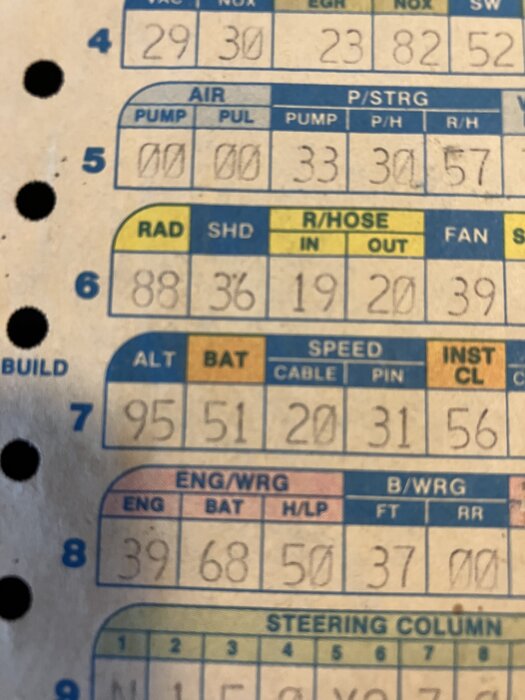 VAC NOX EGR NOX SW
4 29 30 23 82 52
AIR P/STRG
PUMP PUL PUMP P/H R/H
5 00 00 33 30 57
R/HOSE
RAD SHD IN OUT FAN S
6 88 36 19 20 39
SPEED
ALT BAT CABLE PIN INST CL
BUILD
7 95 51 20 31 56
ENG/WRG B/WRG
ENG BAT H/LP FT RR
8 39 68 50 37 00
STEERING COLUMN
1 2 3 4 5 6 7 8
9